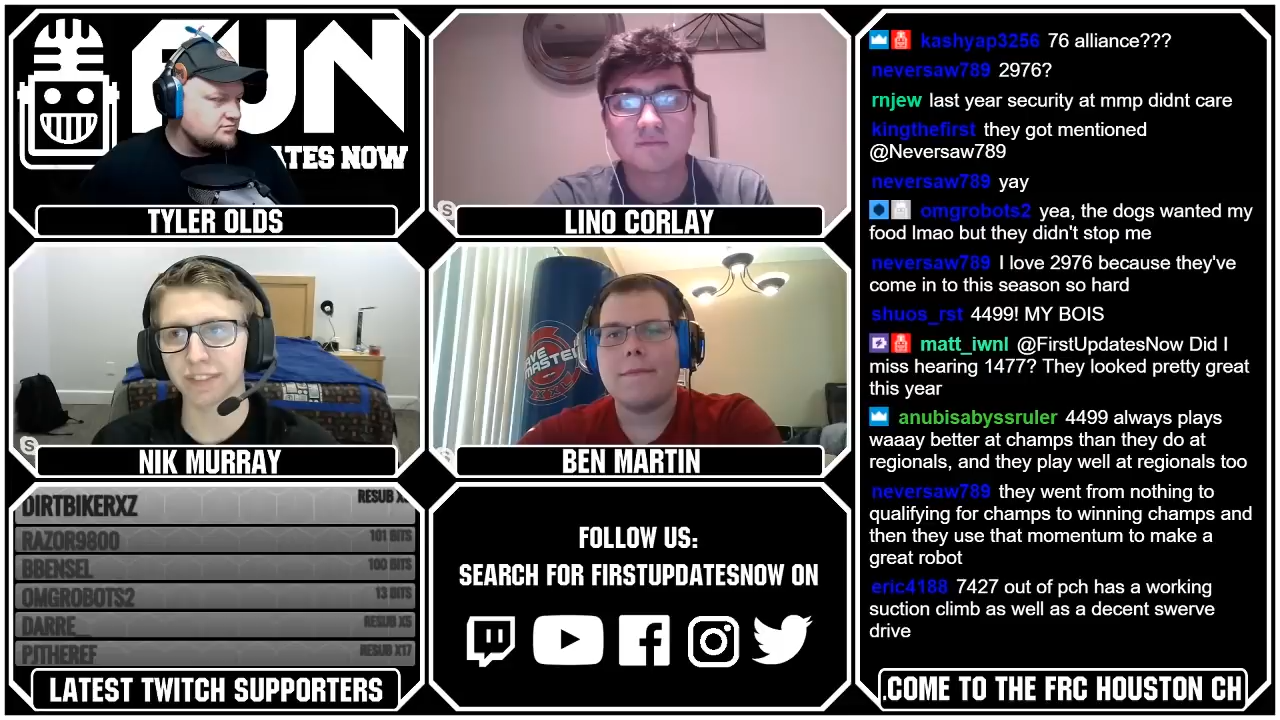 FUN
ATES NOW
TYLER OLDS
LINO CORLAY
NIK MURRAY
BEN MARTIN
DIRTBIKERXZ
RAZOR9800 101 BITS
BBENSEL 100 BITS
OMGROBOTS2 13 BITS
DARRE_ RESUB X5
PJTHEREF RESUB X17
LATEST TWITCH SUPPORTERS
FOLLOW US:
SEARCH FOR FIRSTUPDATESNOW ON
kashyap3256 76 alliance???
neversaw789 2976?
rnjew last year security at mmp didnt care
kingthefirst they got mentioned
@Neversaw789
neversaw789 yay
omgrobots2 yea, the dogs wanted my
food lmao but they didn't stop me
neversaw789 I love 2976 because they've
come in to this season so hard
shuos_rst 4499! MY BOIS
matt_iwnl @FirstUpdatesNow Did I
miss hearing 1477? They looked pretty great
this year
anubisabyssruler 4499 always plays
waaay better at champs than they do at
regionals, and they play well at regionals too
neversaw789 they went from nothing to
qualifying for champs to winning champs and
then they use that momentum to make a
great robot
eric4188 7427 out of pch has a working
suction climb as well as a decent swerve
drive
.COME TO THE FRC HOUSTON CH